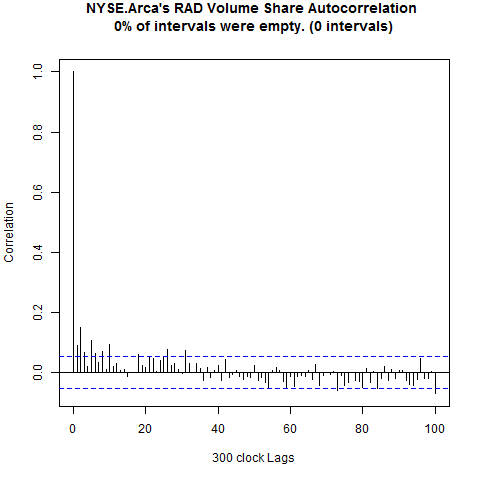 NYSE.Arca's RAD Volume Share Autocorrelation
0% of intervals were empty. (0 intervals)
1.0
0.8
0.6
0.4
0.2
0.0
Correlation
0 20 40 60 80 100
300 clock Lags